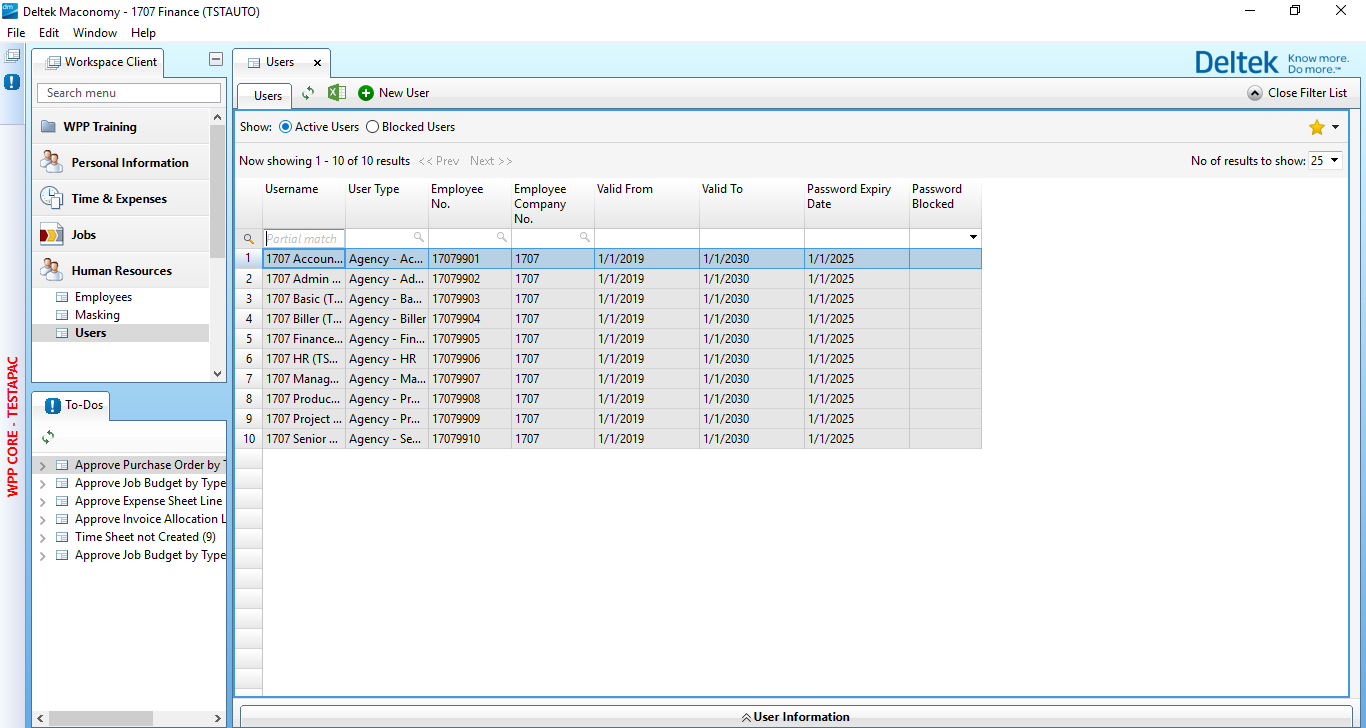 Deltek Maconomy - 1707 Finance (TSTAUTO)
File Edit Window Help
Workspace Client
Search menu
WPP Training
Personal Information
Time & Expenses
Jobs
Human Resources
Employees
Masking
Users
WPP CORE - TESTAPAC
To-Dos
Approve Purchase Order by T
Approve Job Budget by Type
Approve Expense Sheet Line
Approve Invoice Allocation L
Time Sheet not Created (9)
Approve Job Budget by Type
Users
Deltek Know more. Do more.™
Users New User Close Filter List
Show: Active Users Blocked Users
Now showing 1 - 10 of 10 results << Prev Next >> No of results to show: 25
Username User Type Employee No. Employee Company No. Valid From Valid To Password Expiry Date Password Blocked
Partial match
1 1707 Accoun... Agency - Ac... 17079901 1707 1/1/2019 1/1/2030 1/1/2025
2 1707 Admin ... Agency - Ad... 17079902 1707 1/1/2019 1/1/2030 1/1/2025
3 1707 Basic (T... Agency - Ba... 17079903 1707 1/1/2019 1/1/2030 1/1/2025
4 1707 Biller (T... Agency - Biller 17079904 1707 1/1/2019 1/1/2030 1/1/2025
5 1707 Finance... Agency - Fin... 17079905 1707 1/1/2019 1/1/2030 1/1/2025
6 1707 HR (TS... Agency - HR 17079906 1707 1/1/2019 1/1/2030 1/1/2025
7 1707 Manag... Agency - Ma... 17079907 1707 1/1/2019 1/1/2030 1/1/2025
8 1707 Produc... Agency - Pr... 17079908 1707 1/1/2019 1/1/2030 1/1/2025
9 1707 Project ... Agency - Pr... 17079909 1707 1/1/2019 1/1/2030 1/1/2025
10 1707 Senior ... Agency - Se... 17079910 1707 1/1/2019 1/1/2030 1/1/2025
User Information